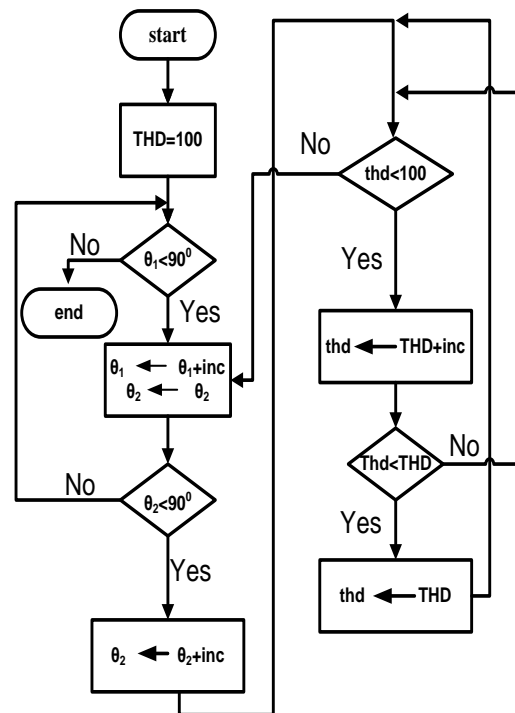 start
THD=100
θ₁<90⁰
No
end
Yes
θ₁ ← θ₁+inc
θ₂ ← θ₂
θ₂<90⁰
No
Yes
θ₂ ← θ₂+inc
thd<100
No
Yes
thd ← THD+inc
Thd<THD
No
Yes
thd ← THD